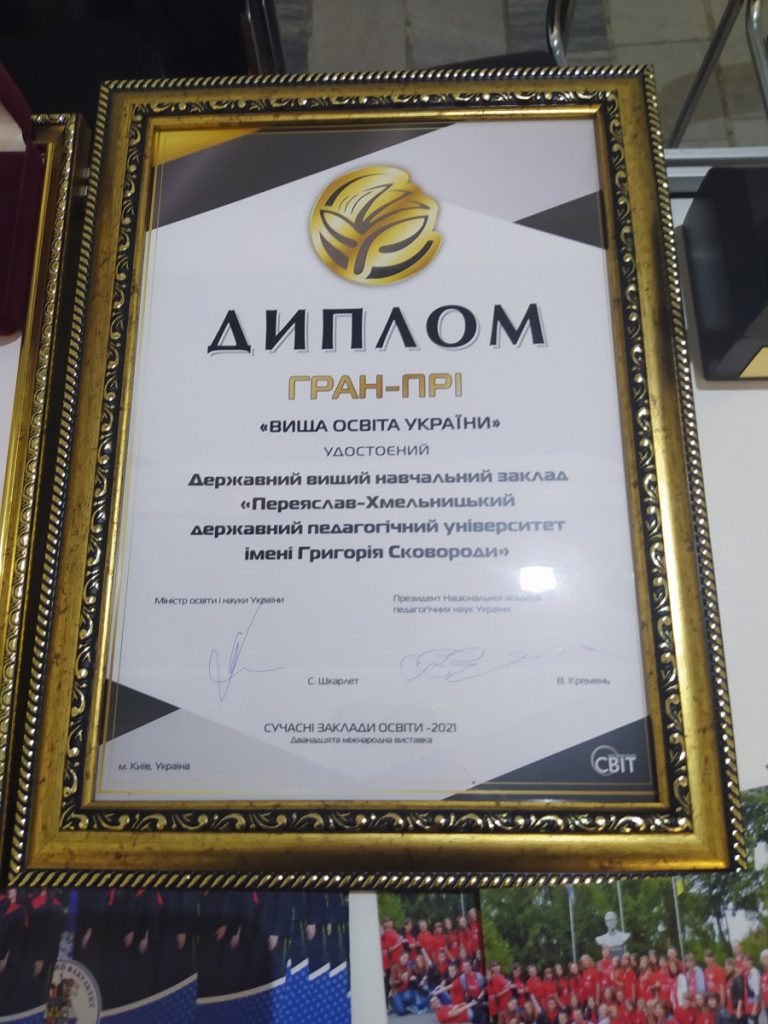 ДИПЛОМ
ГРАН-ПРІ
«ВИЩА ОСВІТА УКРАЇНИ»
УДОСТОЄНИЙ
Державний вищий навчальний заклад
«Переяслав-Хмельницький
державний педагогічний університет
імені Григорія Сковороди»
Міністр освіти і науки України
С. Шкарлет
Президент Національної академії
педагогічних наук України
В. Кремень
СУЧАСНІ ЗАКЛАДИ ОСВІТИ -2021
Дванадцята міжнародна виставка
м. Київ, Україна
СВІТ